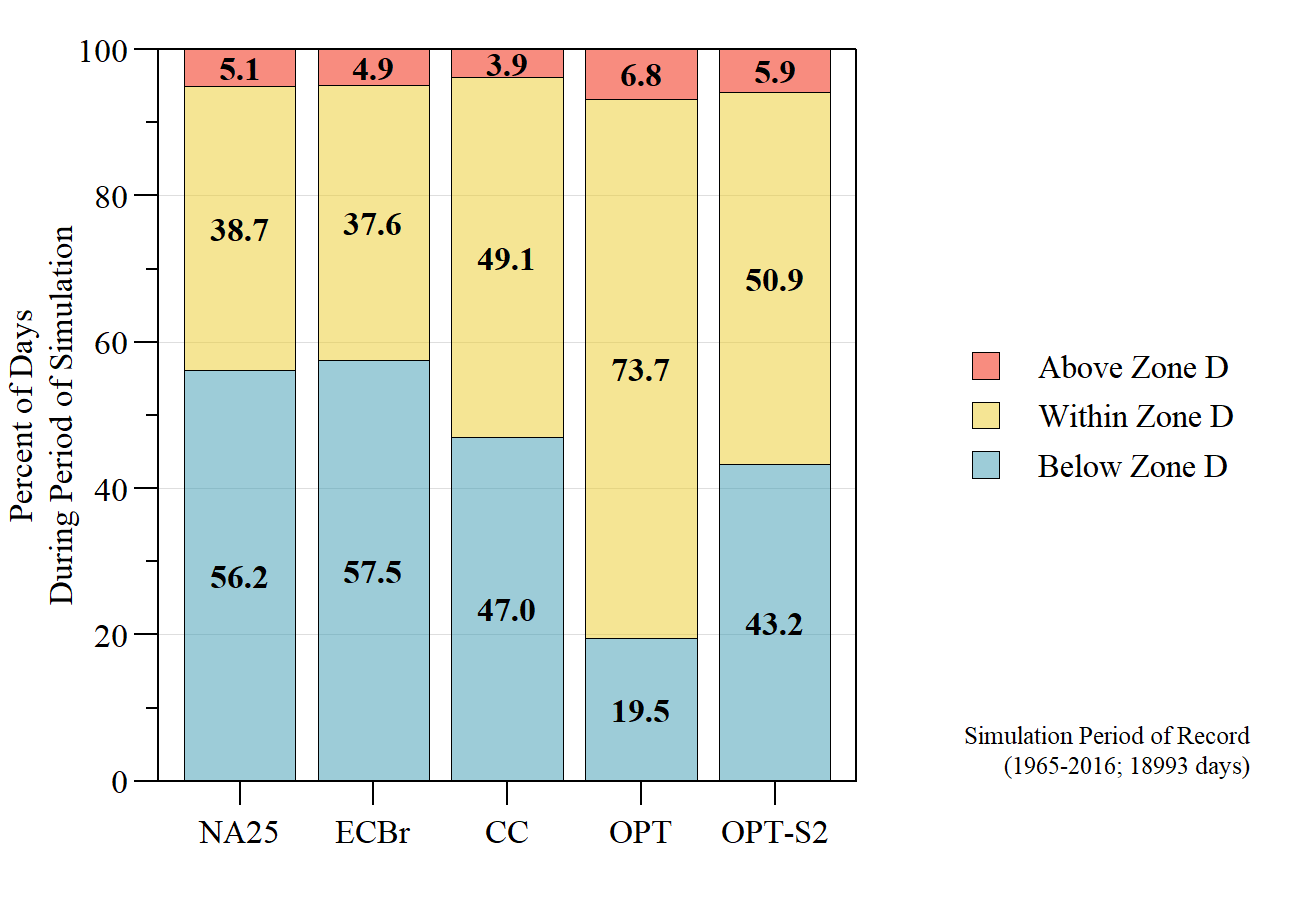 Percent of Days
During Period of Simulation
100
80
60
40
20
0
5.1
4.9
3.9
6.8
5.9
38.7
37.6
49.1
73.7
50.9
56.2
57.5
47.0
19.5
43.2
NA25
ECBr
CC
OPT
OPT-S2
Above Zone D
Within Zone D
Below Zone D
Simulation Period of Record
(1965-2016; 18993 days)